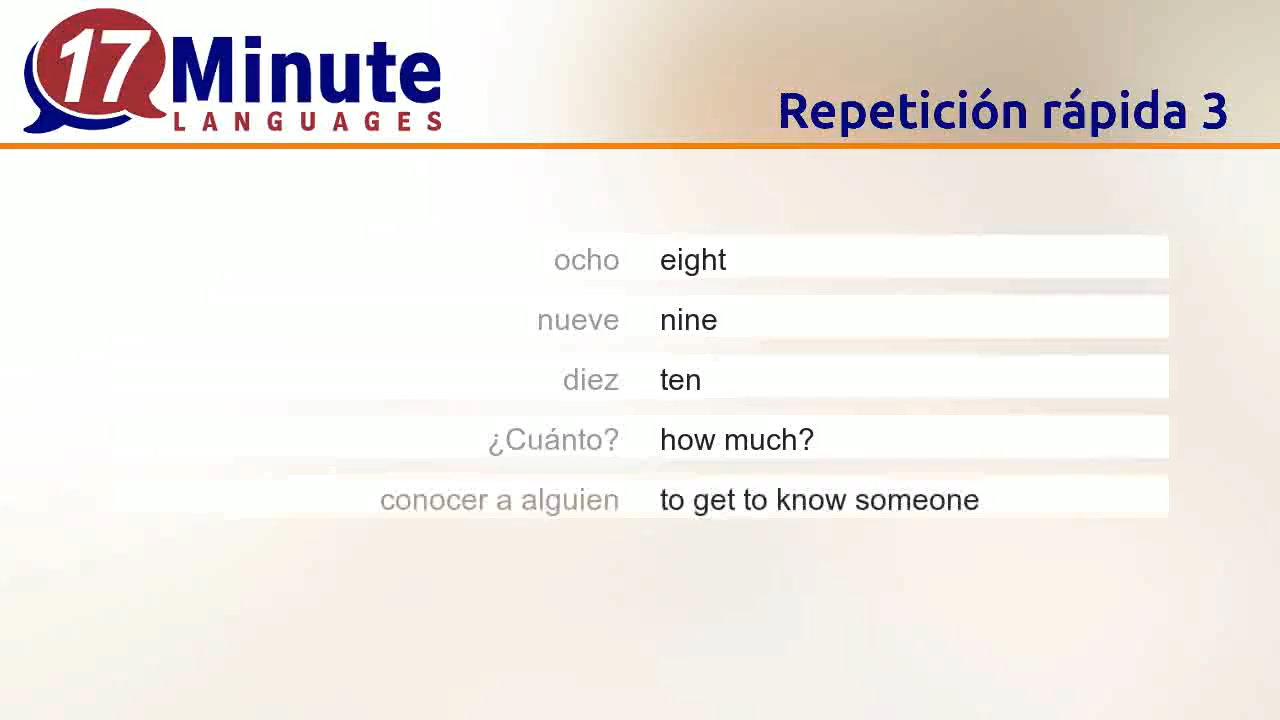 17 Minute
LANGUAGES
Repetición rápida 3
ocho eight
nueve nine
diez ten
¿Cuánto? how much?
conocer a alguien to get to know someone